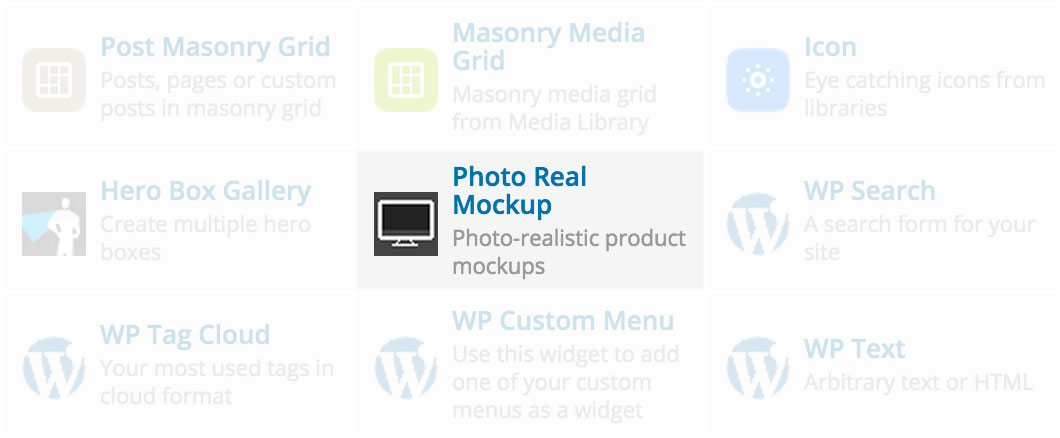 Post Masonry Grid
Posts, pages or custom
posts in masonry grid
Masonry Media
Grid
Masonry media grid
from Media Library
Icon
Eye catching icons from
libraries
Hero Box Gallery
Create multiple hero
boxes
Photo Real
Mockup
Photo-realistic product
mockups
WP Search
A search form for your
site
WP Tag Cloud
Your most used tags in
cloud format
WP Custom Menu
Use this widget to add
one of your custom
menus as a widget
WP Text
Arbitrary text or HTML